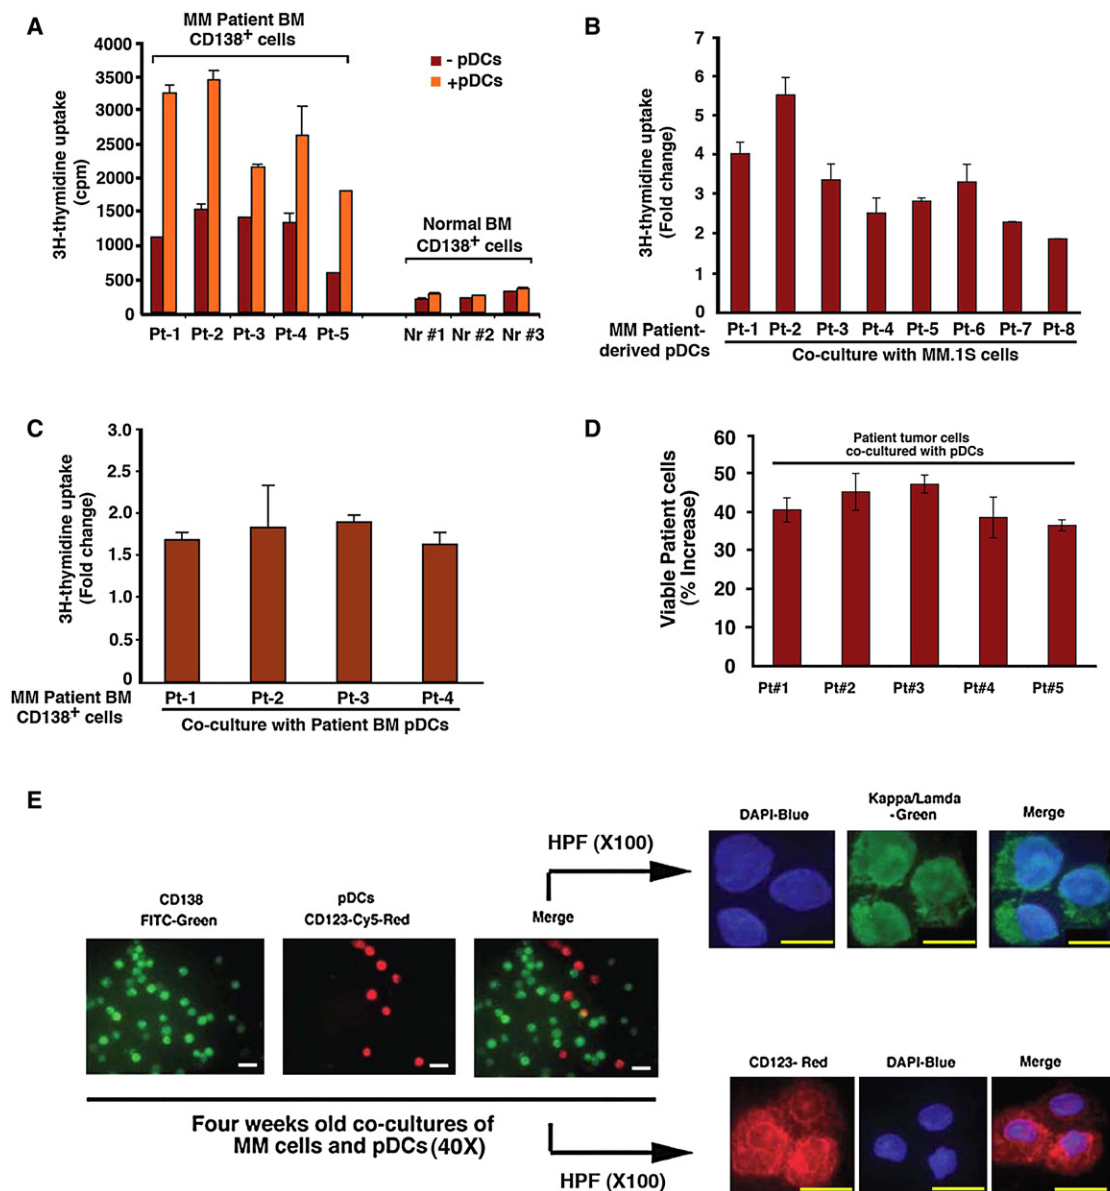 A
MM Patient BM
CD138+ cells
- pDCs
+pDCs
3H-thymidine uptake
(cpm)
4000
3500
3000
2500
2000
1500
1000
500
0
Normal BM
CD138+ cells
Pt-1 Pt-2 Pt-3 Pt-4 Pt-5 Nr #1 Nr #2 Nr #3
B
3H-thymidine uptake
(Fold change)
7
6
5
4
3
2
1
0
MM Patient-
derived pDCs
Pt-1 Pt-2 Pt-3 Pt-4 Pt-5 Pt-6 Pt-7 Pt-8
Co-culture with MM.1S cells
C
3H-thymidine uptake
(Fold change)
3.0
2.5
2.0
1.5
1.0
0.5
0
MM Patient BM
CD138+ cells
Pt-1 Pt-2 Pt-3 Pt-4
Co-culture with Patient BM pDCs
D
Patient tumor cells
co-cultured with pDCs
Viable Patient cells
(% Increase)
60
50
40
30
20
10
0
Pt#1 Pt#2 Pt#3 Pt#4 Pt#5
E
CD138
FITC-Green
pDCs
CD123-Cy5-Red
Merge
HPF (X100)
DAPI-Blue
Kappa/Lamda
-Green
Merge
Four weeks old co-cultures of
MM cells and pDCs (40X)
HPF (X100)
CD123- Red
DAPI-Blue
Merge